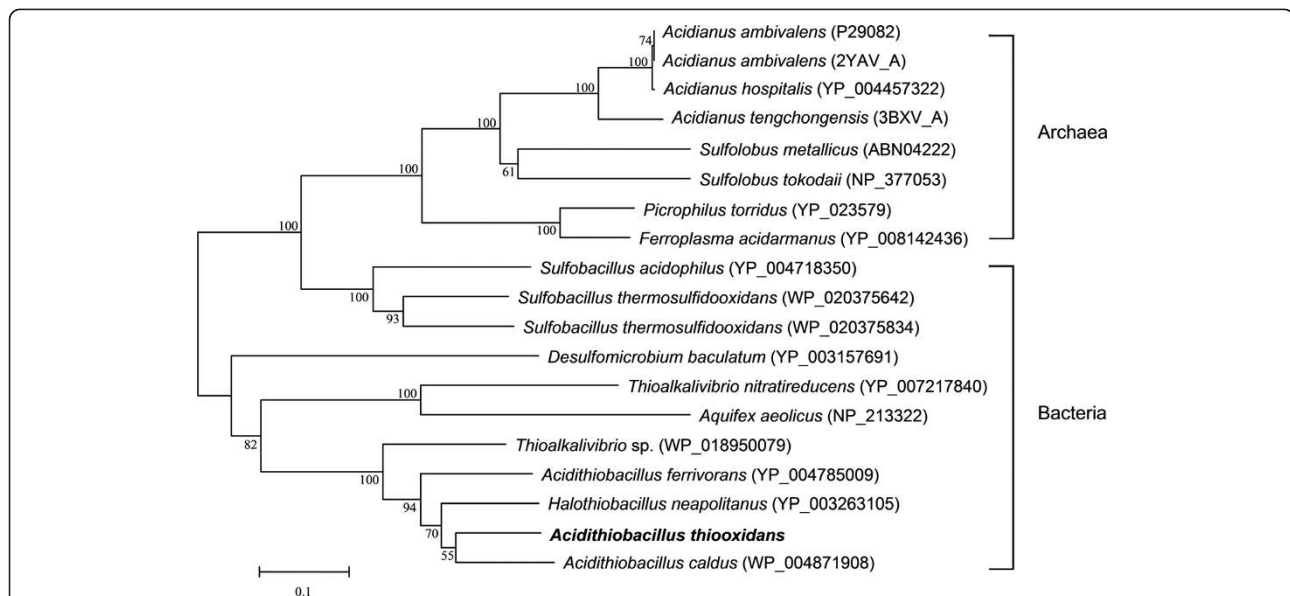 Acidianus ambivalens (P29082)
74
Acidianus ambivalens (2YAV_A)
100
Acidianus hospitalis (YP_004457322)
100
Acidianus tengchongensis (3BXV_A)
100
Archaea
Sulfolobus metallicus (ABN04222)
61
Sulfolobus tokodaii (NP_377053)
100
Picrophilus torridus (YP_023579)
100
Ferroplasma acidarmanus (YP_008142436)
100
Sulfobacillus acidophilus (YP_004718350)
100
Sulfobacillus thermosulfidooxidans (WP_020375642)
93
Sulfobacillus thermosulfidooxidans (WP_020375834)
Desulfomicrobium baculatum (YP_003157691)
Thioalkalivibrio nitratireducens (YP_007217840)
100
Bacteria
Aquifex aeolicus (NP_213322)
82
Thioalkalivibrio sp. (WP_018950079)
100
Acidithiobacillus ferrivorans (YP_004785009)
94
Halothiobacillus neapolitanus (YP_003263105)
70
Acidithiobacillus thiooxidans
55
Acidithiobacillus caldus (WP_004871908)
0.1